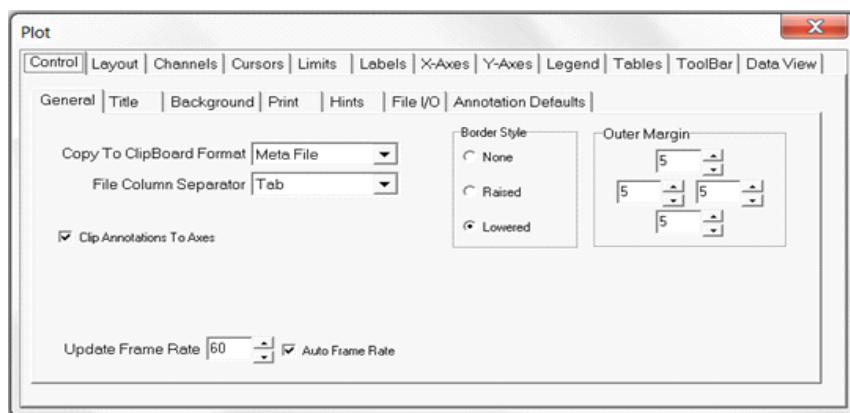 Plot
Control Layout Channels Cursors Limits Labels X-Axes Y-Axes Legend Tables ToolBar Data View
General Title Background Print Hints File I/O Annotation Defaults
Copy To ClipBoard Format Meta File
File Column Separator Tab
Clip Annotations To Axes
Border Style
None
Raised
Lowered
Outer Margin
5
5 5
5
Update Frame Rate 60 Auto Frame Rate